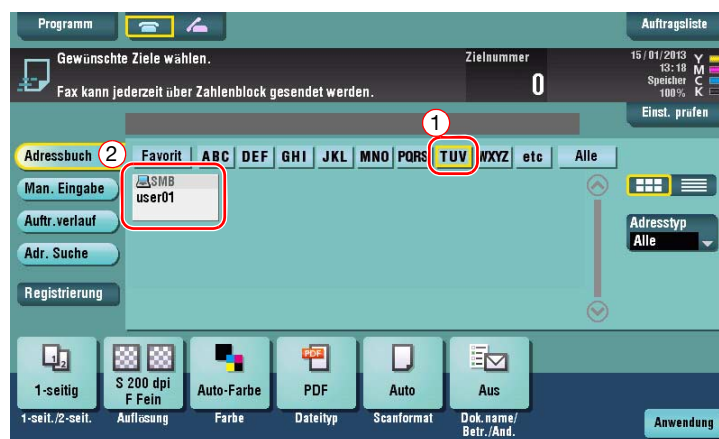 Programm
Auftragsliste
Gewünschte Ziele wählen.
Zielnummer
15/01/2013
13:18
Speicher
100%
Y
M
C
K
Fax kann jederzeit über Zahlenblock gesendet werden.
0
Einst. prüfen
1
Adressbuch
2
Favorit ABC DEF GHI JKL MNO PQRS TUV WXYZ etc Alle
SMB
user01
Man. Eingabe
Auftr.verlauf
Adr. Suche
Registrierung
Adresstyp
Alle
1-seitig
S 200 dpi
F Fein
Auto-Farbe
PDF
PDF
Auto
Aus
1-seit./2-seit.
Auflösung
Farbe
Dateityp
Scanformat
Dok.name/
Betr./And.
Anwendung